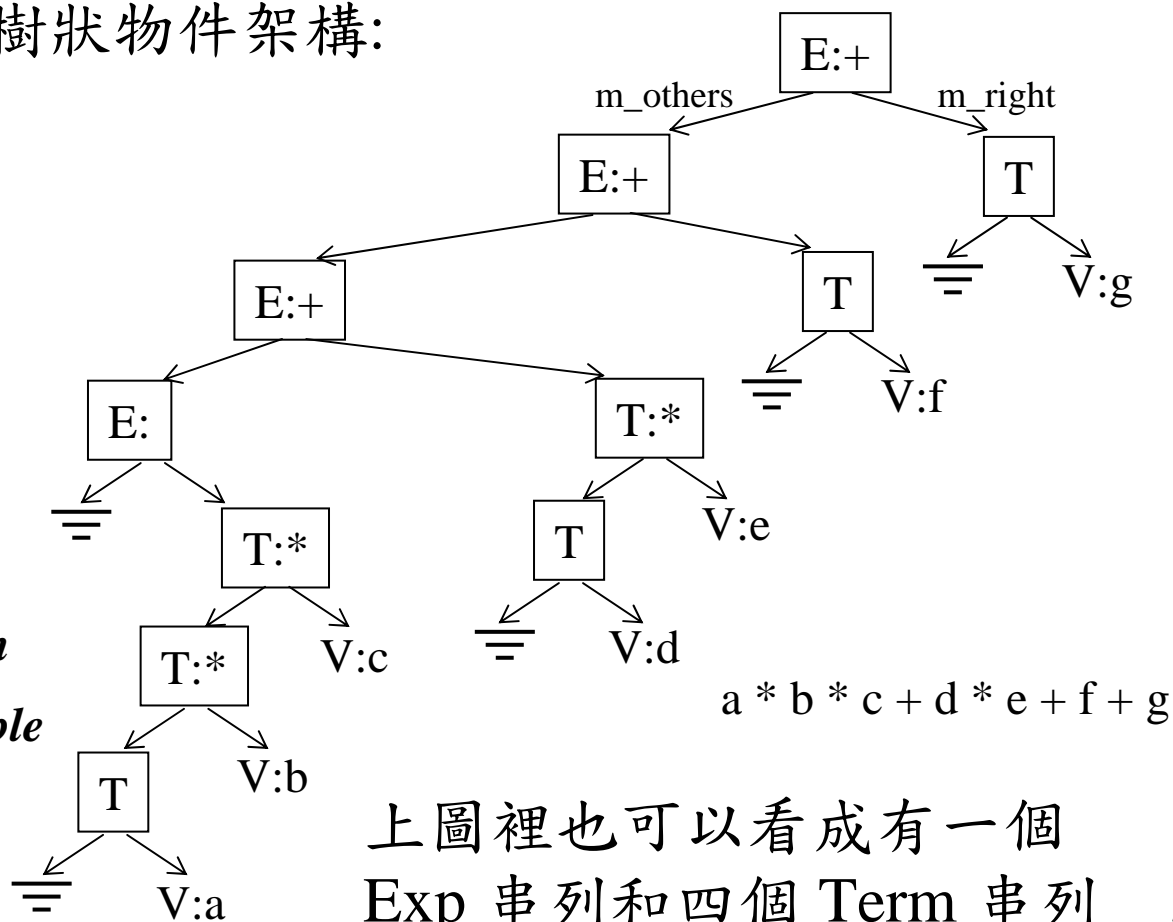 樹狀物件架構:
E:+
m_others
m_right
E:+
T
E:+
T
V:g
E:
T:*
V:f
T:*
T
V:e
T:*
V:c
V:d
a * b * c + d * e + f + g
T
V:b
V:a
上圖裡也可以看成有一個
Exp 串列和四個 Term 串列